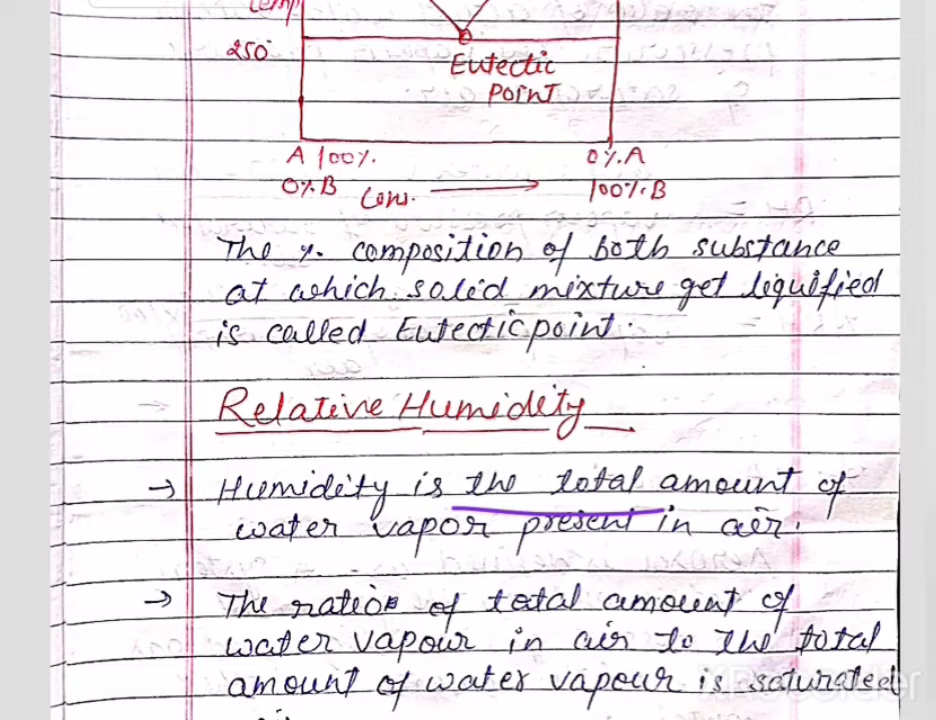 Temp
250°
Eutectic
POINT
A 100%. 0%.A
0%B Con. 100%.B
The %. composition of both substance
at which solid mixture get liquified
is called Eutectic point.
Relative Humidity
→ Humidity is the total amount of
water vapor present in air.
→ The ratio of total amount of
water vapour in air to the total
amount of water vapour is saturated